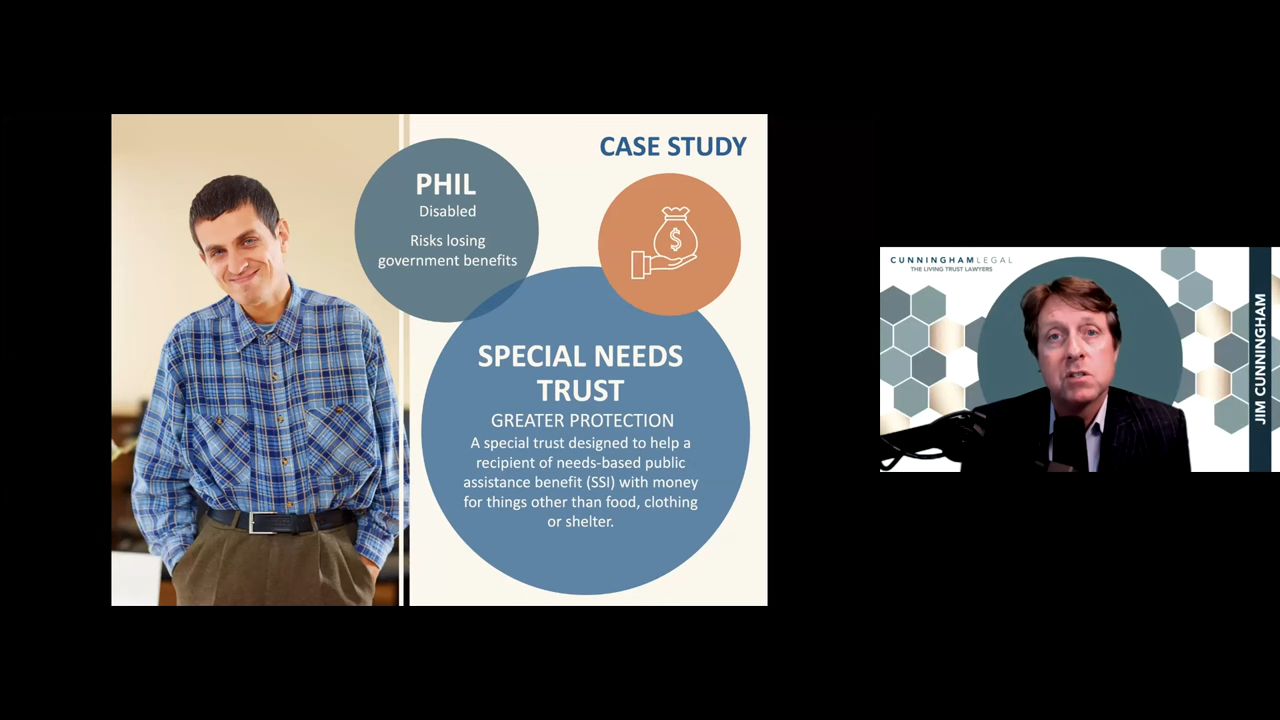 CASE STUDY
PHIL
Disabled
Risks losing
government benefits
$
SPECIAL NEEDS
TRUST
GREATER PROTECTION
A special trust designed to help a
recipient of needs-based public
assistance benefit (SSI) with money
for things other than food, clothing
or shelter.
CUNNINGHAMLEGAL
THE LIVING TRUST LAWYERS
JIM CUNNINGHAM